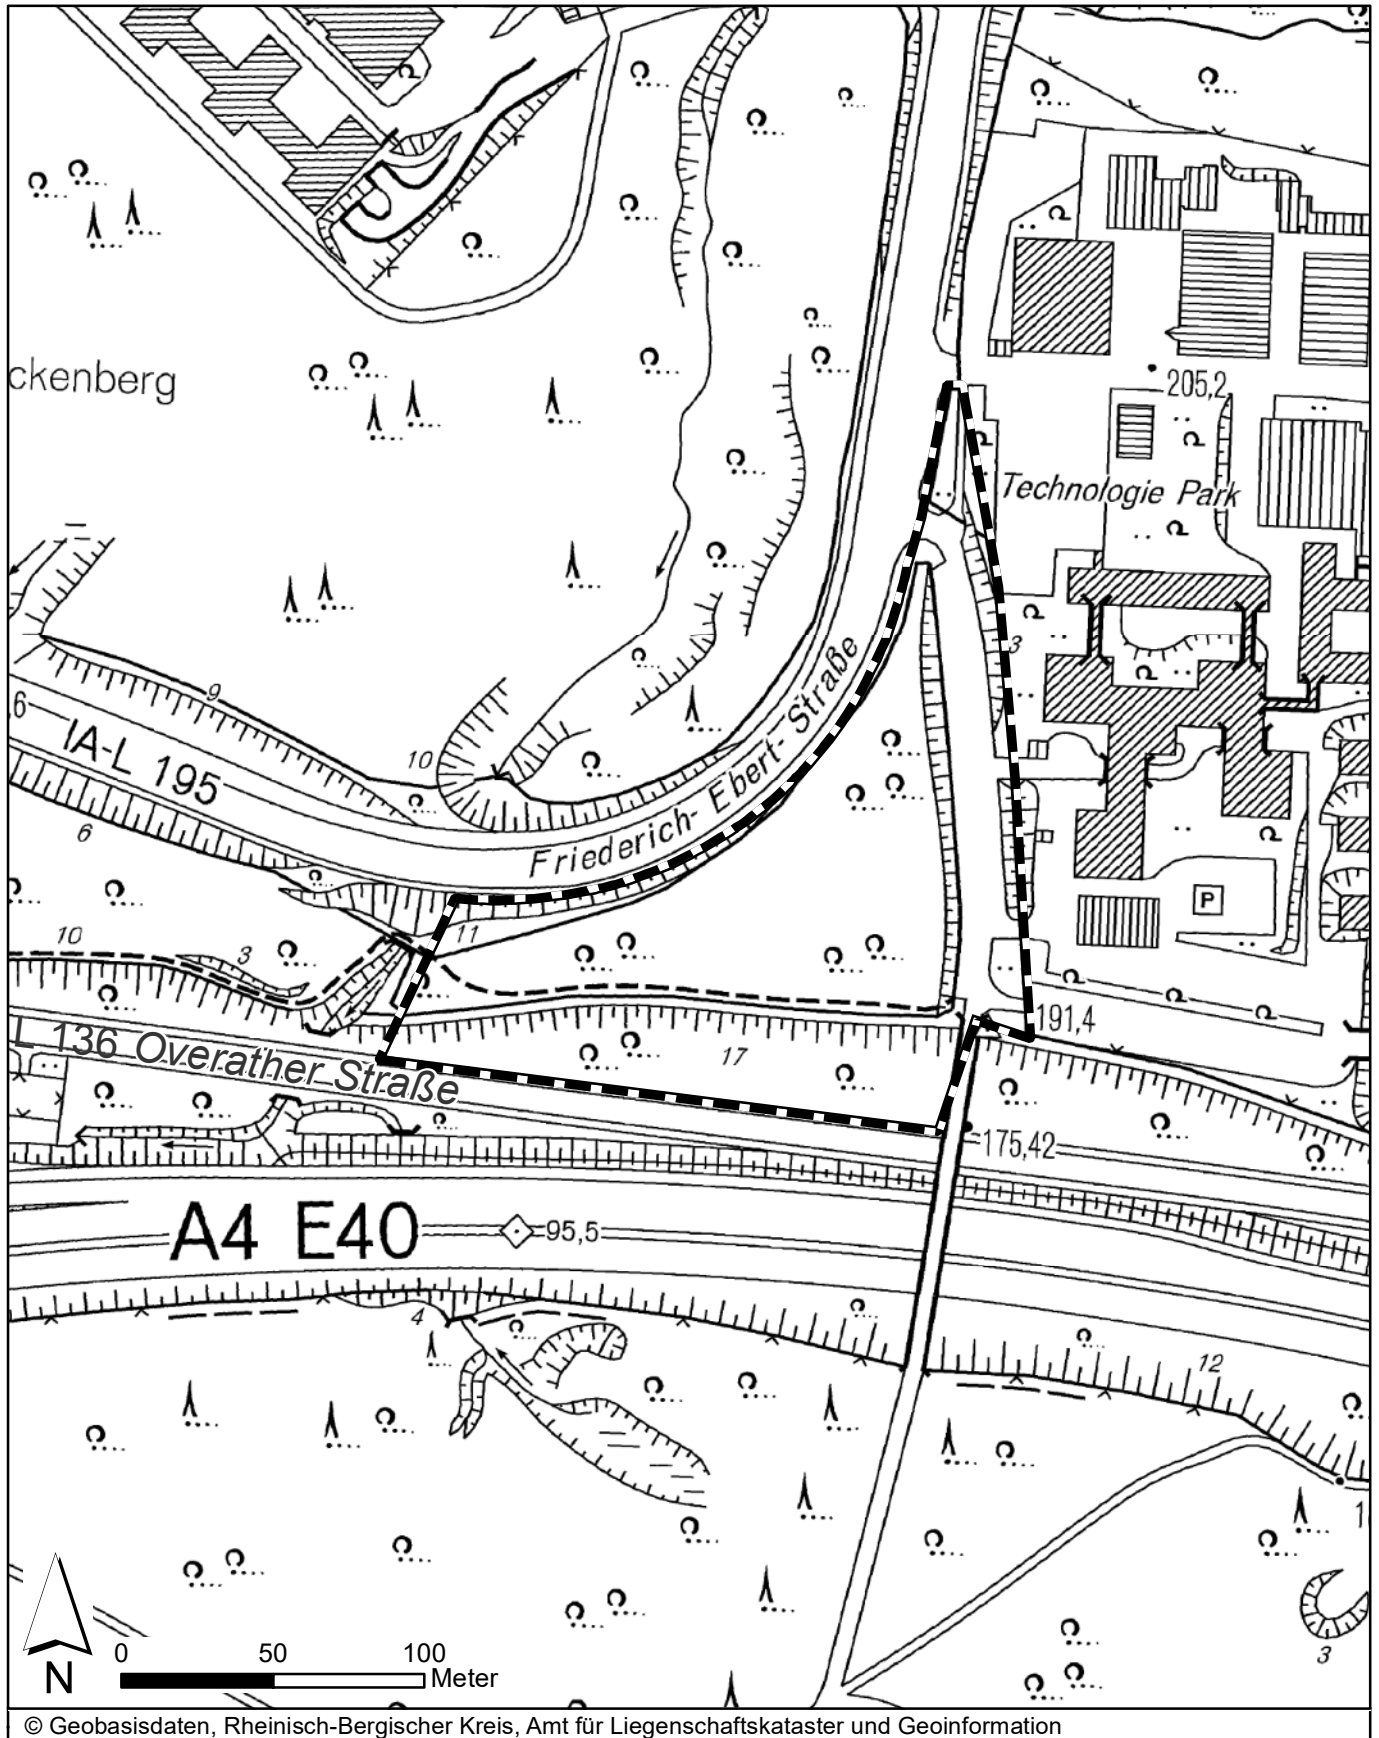 ckenberg
205,2
Technologie Park
3
9
,6
IA-L 195
10
Friederich-Ebert-Straße
6
P
11
10
3
191,4
L 136 Overather Straße
17
175,42
A4 E40
95,5
4
12
1
3
N
0 50 100
Meter
© Geobasisdaten, Rheinisch-Bergischer Kreis, Amt für Liegenschaftskataster und Geoinformation